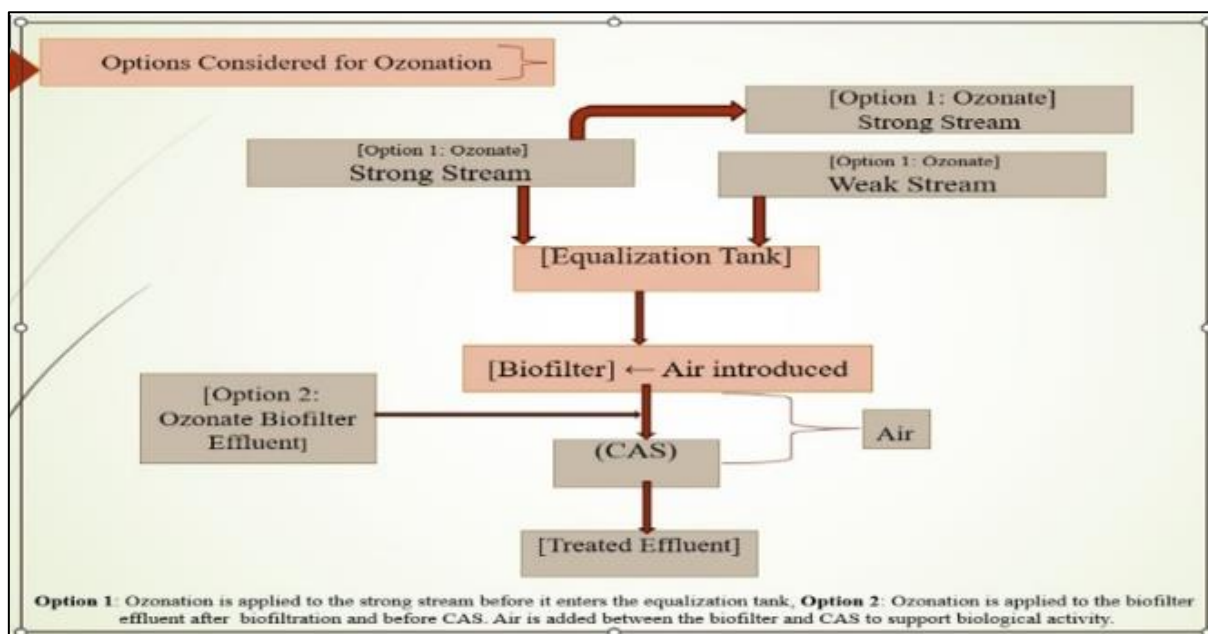 Options Considered for Ozonation
[Option 1: Ozonate]
Strong Stream
[Option 1: Ozonate]
Strong Stream
[Option 1: Ozonate]
Weak Stream
[Equalization Tank]
[Biofilter] ← Air introduced
[Option 2:
Ozonate Biofilter
Effluent]
Air
(CAS)
[Treated Effluent]
Option 1: Ozonation is applied to the strong stream before it enters the equalization tank, Option 2: Ozonation is applied to the biofilter
effluent after biofiltration and before CAS. Air is added between the biofilter and CAS to support biological activity.